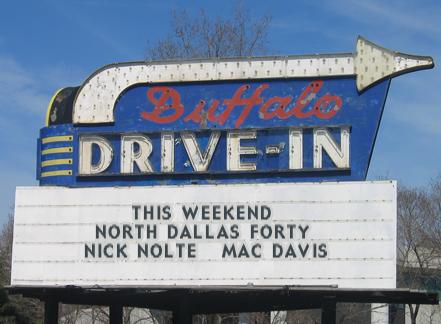 Buffalo
DRIVE-IN
THIS WEEKEND
NORTH DALLAS FORTY
NICK NOLTE MAC DAVIS